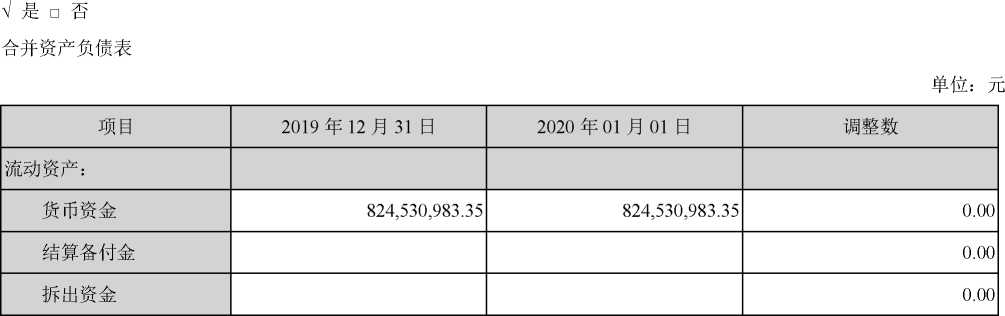 √ 是 □ 否
合并资产负债表
单位：元
项目 2019 年 12 月 31 日 2020 年 01 月 01 日 调整数
流动资产：
货币资金 824,530,983.35 824,530,983.35 0.00
结算备付金 0.00
拆出资金 0.00